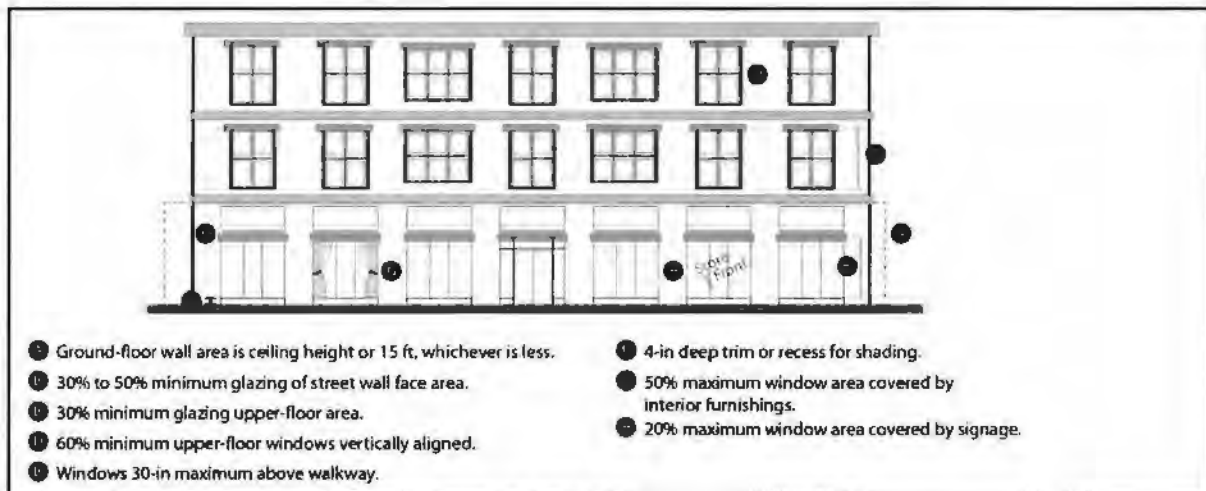 Store
Front
Ground-floor wall area is ceiling height or 15 ft, whichever is less.
30% to 50% minimum glazing of street wall face area.
30% minimum glazing upper-floor area.
60% minimum upper-floor windows vertically aligned.
Windows 30-in maximum above walkway.
4-in deep trim or recess for shading.
50% maximum window area covered by
interior furnishings.
20% maximum window area covered by signage.